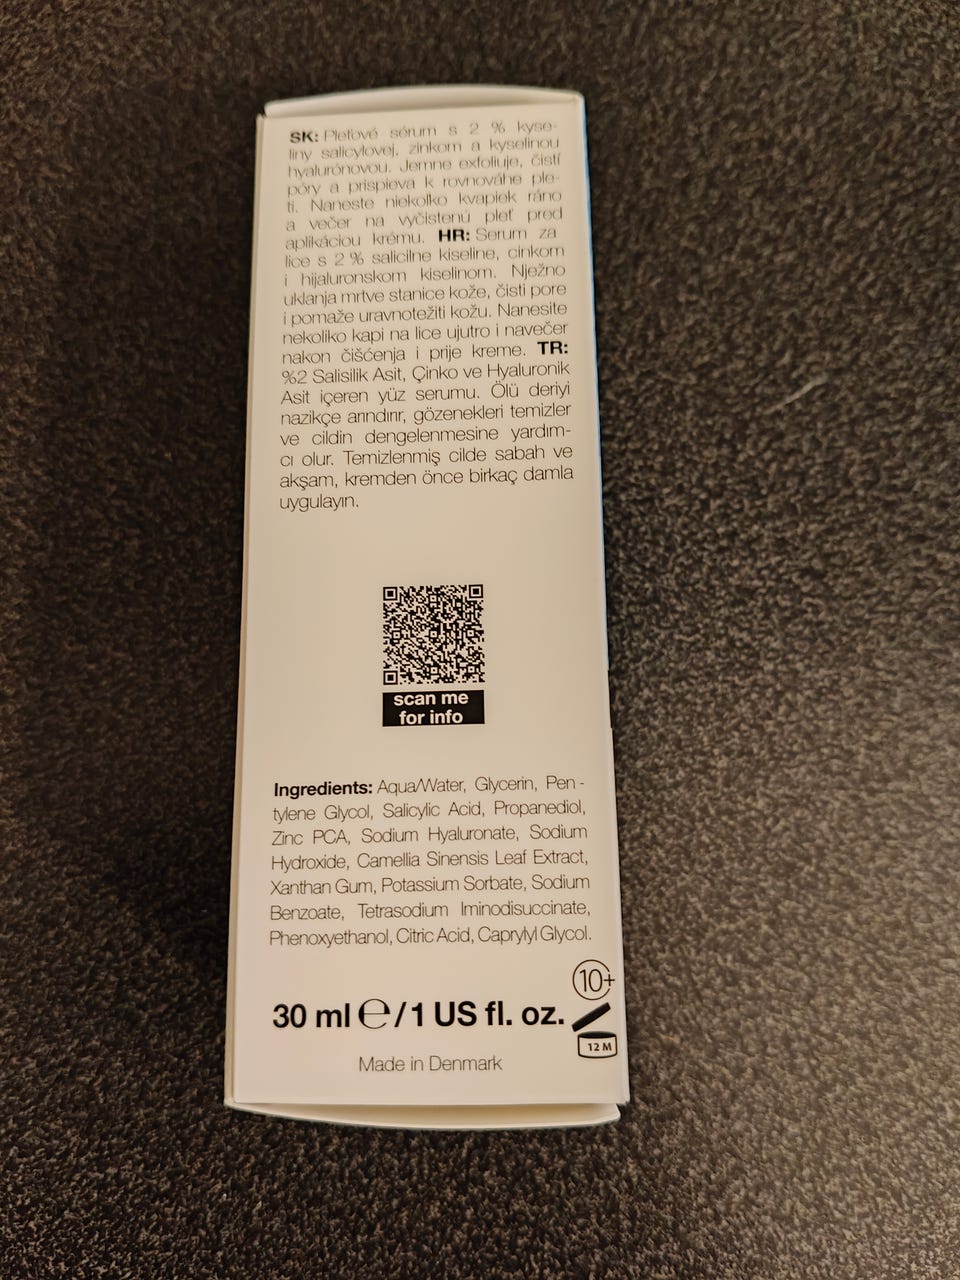 SK: Pleťové sérum s 2 % kyse-
liny salicylovej, zinkom a kyselinou
hyalurónovou. Jemne exfoliuje, čistí
póry a prispieva k rovnováhe ple-
ti. Naneste niekoľko kvapiek ráno
a večer na vyčistenú pleť pred
aplikáciou krému. HR: Serum za
lice s 2 % salicilne kiseline, cinkom
i hijaluronskom kiselinom. Nježno
uklanja mrtve stanice kože, čisti pore
i pomaže uravnotežiti kožu. Nanesite
nekoliko kapi na lice ujutro i navečer
nakon čišćenja i prije kreme. TR:
%2 Salisilik Asit, Çinko ve Hyaluronik
Asit içeren yüz serumu. Ölü deriyi
nazikçe arındırır, gözenekleri temizler
ve cildin dengelenmesine yardım-
cı olur. Temizlenmiş cilde sabah ve
akşam, kremden önce birkaç damla
uygulayın.
scan me
for info
Ingredients: Aqua/Water, Glycerin, Pen-
tylene Glycol, Salicylic Acid, Propanediol,
Zinc PCA, Sodium Hyaluronate, Sodium
Hydroxide, Camellia Sinensis Leaf Extract,
Xanthan Gum, Potassium Sorbate, Sodium
Benzoate, Tetrasodium Iminodisuccinate,
Phenoxyethanol, Citric Acid, Caprylyl Glycol.
10+
30 ml ℮/1 US fl. oz.
12 M
Made in Denmark